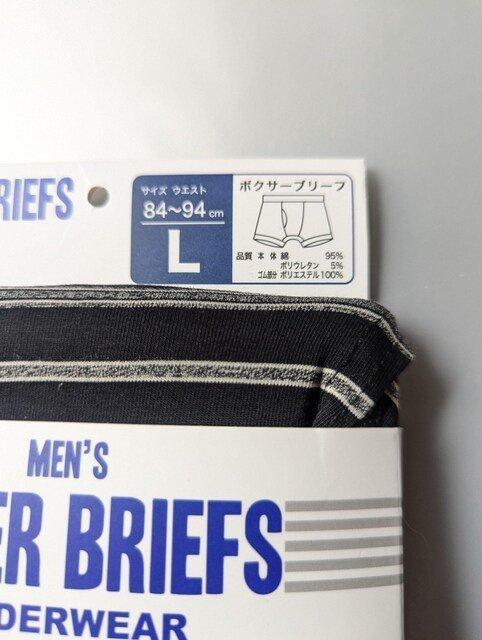 RIEFS
サイズ ウエスト
84～94cm
L
ボクサーブリーフ
品質 本体 綿 95%
ポリウレタン 5%
ゴム部分 ポリエステル100%
MEN'S
ER BRIEFS
DERWEAR